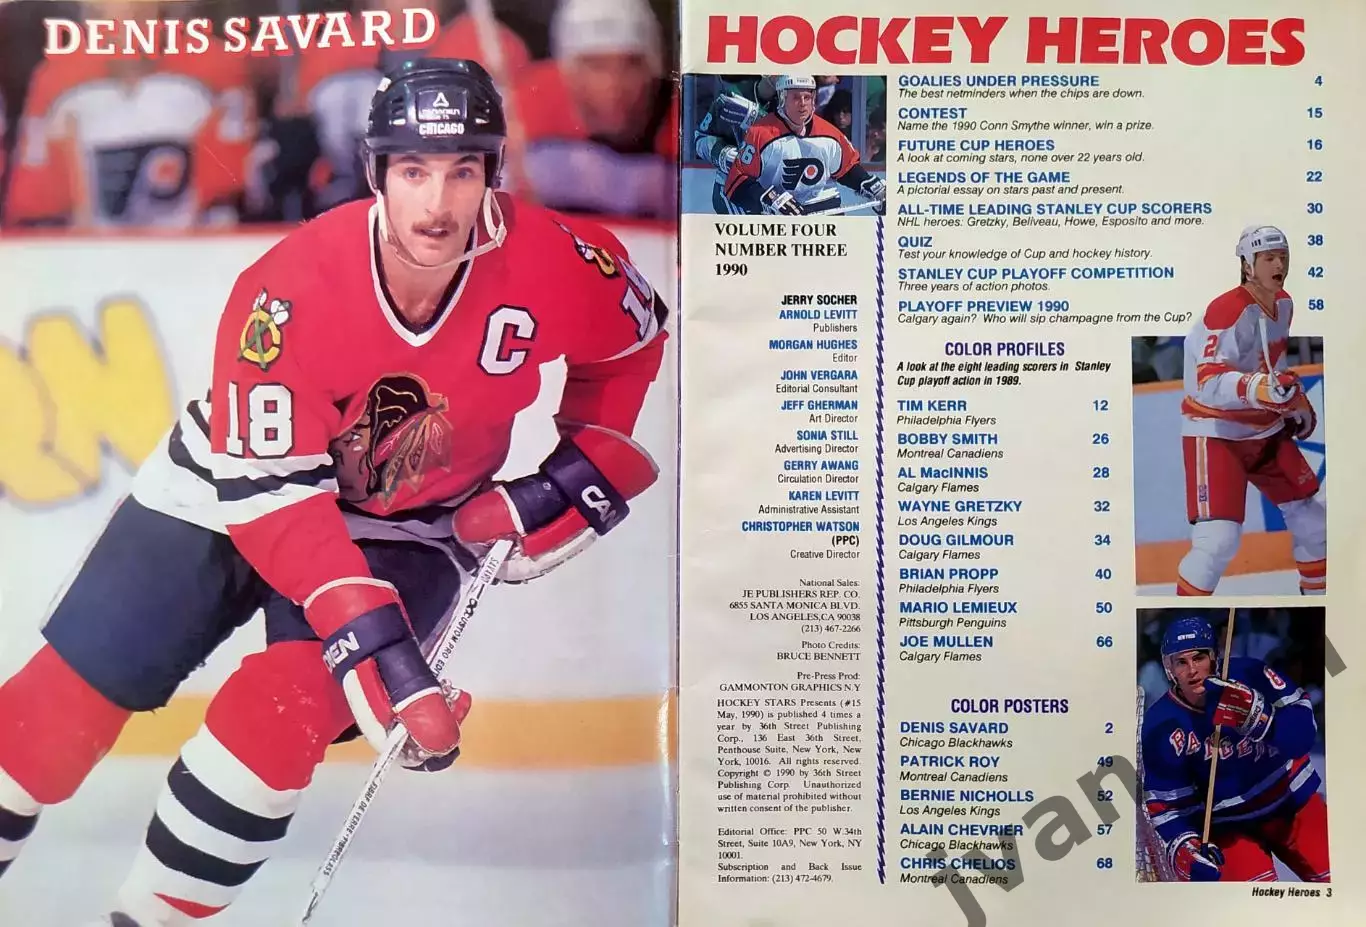 DENIS SAVARD
CHICAGO
C
18
18
HOCKEY HEROES
VOLUME FOUR
NUMBER THREE
1990
JERRY SOCHER
ARNOLD LEVITT
Publishers
MORGAN HUGHES
Editor
JOHN VERGARA
Editorial Consultant
JEFF GHERMAN
Art Director
SONIA STILL
Advertising Director
GERRY AWANG
Circulation Director
KAREN LEVITT
Administrative Assistant
CHRISTOPHER WATSON
(PPC)
Creative Director
National Sales:
JE PUBLISHERS REP. CO.
6855 SANTA MONICA BLVD.
LOS ANGELES,CA 90038
(213) 467-2266
Photo Credits:
BRUCE BENNETT
Pre-Press Prod:
GAMMONTON GRAPHICS N.Y
HOCKEY STARS Presents (#15
May, 1990) is published 4 times a
year by 36th Street Publishing
Corp., 136 East 36th Street,
Penthouse Suite, New York, New
York, 10016. All rights reserved.
Copyright © 1990 by 36th Street
Publishing Corp. Unauthorized
use of material prohibited without
written consent of the publisher.
Editorial Office: PPC 50 W.34th
Street, Suite 10A9, New York, NY
10001.
Subscription and Back Issue
Information: (213) 472-4679.
GOALIES UNDER PRESSURE 4
The best netminders when the chips are down.
CONTEST 15
Name the 1990 Conn Smythe winner, win a prize.
FUTURE CUP HEROES 16
A look at coming stars, none over 22 years old.
LEGENDS OF THE GAME 22
A pictorial essay on stars past and present.
ALL-TIME LEADING STANLEY CUP SCORERS 30
NHL heroes: Gretzky, Beliveau, Howe, Esposito and more.
QUIZ 38
Test your knowledge of Cup and hockey history.
STANLEY CUP PLAYOFF COMPETITION 42
Three years of action photos.
PLAYOFF PREVIEW 1990 58
Calgary again? Who will sip champagne from the Cup?
COLOR PROFILES
A look at the eight leading scorers in Stanley
Cup playoff action in 1989.
TIM KERR 12
Philadelphia Flyers
BOBBY SMITH 26
Montreal Canadiens
AL MacINNIS 28
Calgary Flames
WAYNE GRETZKY 32
Los Angeles Kings
DOUG GILMOUR 34
Calgary Flames
BRIAN PROPP 40
Philadelphia Flyers
MARIO LEMIEUX 50
Pittsburgh Penguins
JOE MULLEN 66
Calgary Flames
COLOR POSTERS
DENIS SAVARD 2
Chicago Blackhawks
PATRICK ROY 49
Montreal Canadiens
BERNIE NICHOLLS 52
Los Angeles Kings
ALAIN CHEVRIER 57
Chicago Blackhawks
CHRIS CHELIOS 68
Montreal Canadiens
2
RANGERS
8
Hockey Heroes 3